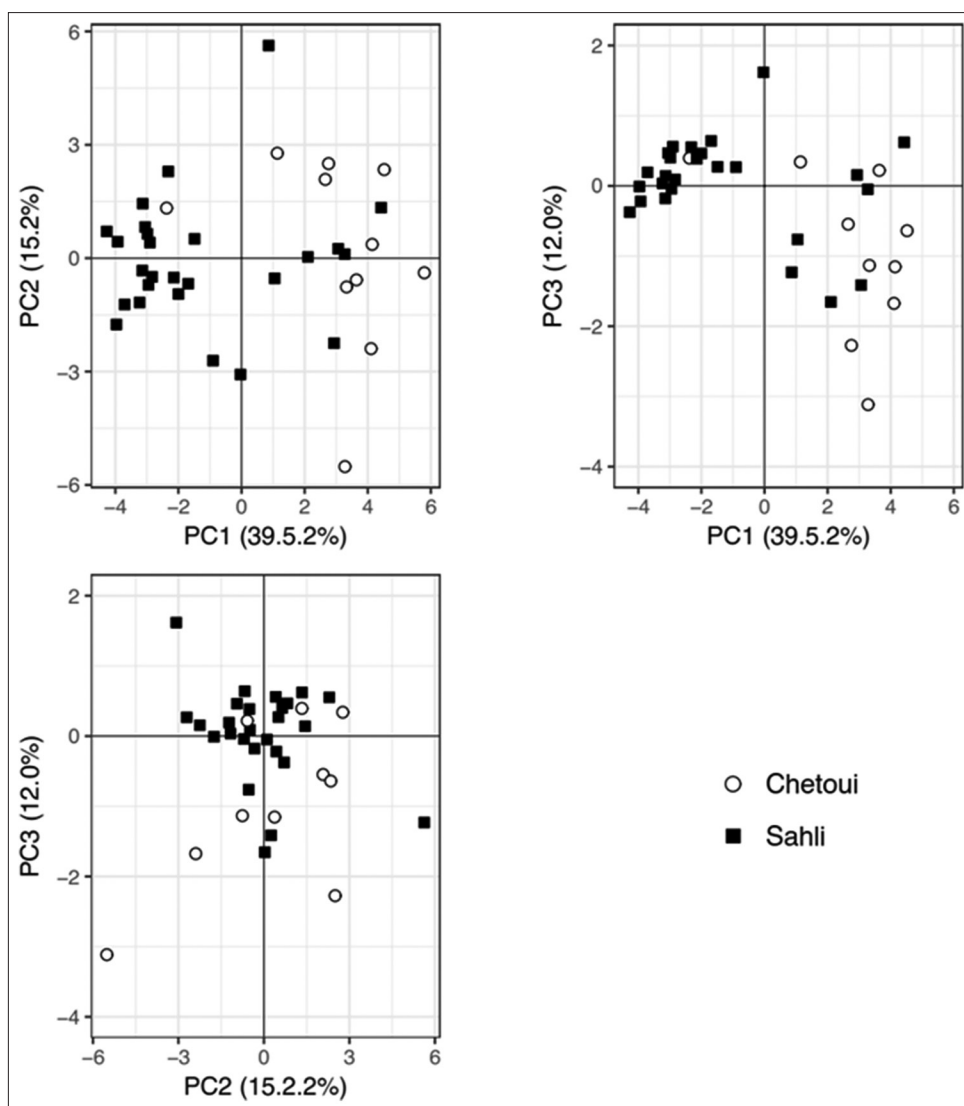 6
3
0
−3
−6
PC2 (15.2%)
−4 −2 0 2 4 6
PC1 (39.5.2%)
2
0
−2
−4
PC3 (12.0%)
−4 −2 0 2 4 6
PC1 (39.5.2%)
2
0
−2
−4
PC3 (12.0%)
−6 −3 0 3 6
PC2 (15.2.2%)
Chetoui
Sahli